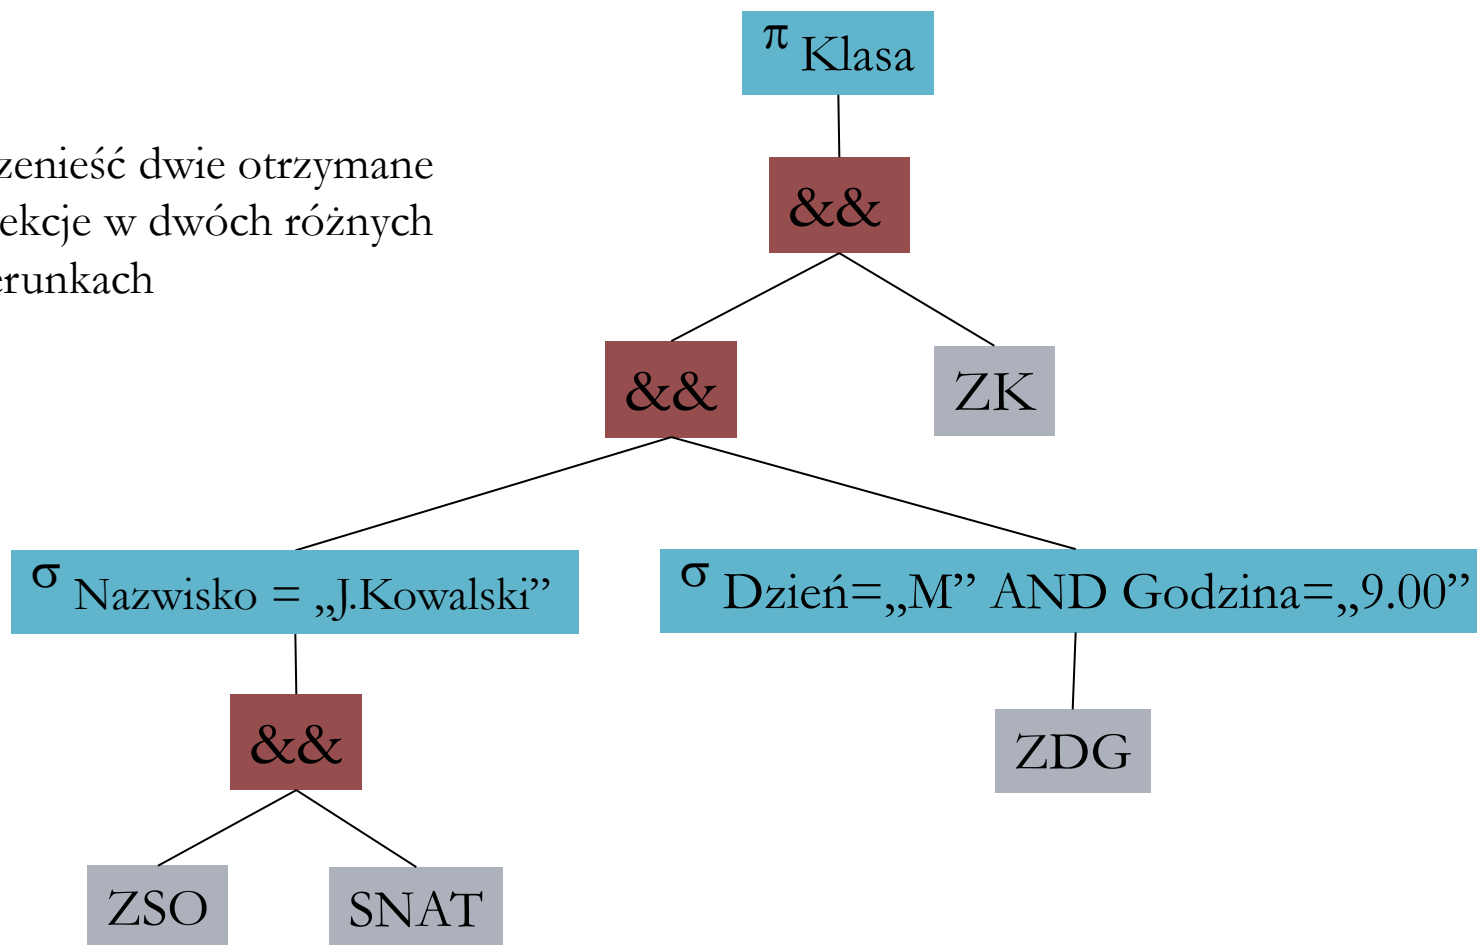 π Klasa
zenieść dwie otrzymane
ekcje w dwóch różnych
erunkach
&&
&&
ZK
σ Nazwisko = „J.Kowalski”
σ Dzień=„M” AND Godzina=„9.00”
&&
ZDG
ZSO
SNAT